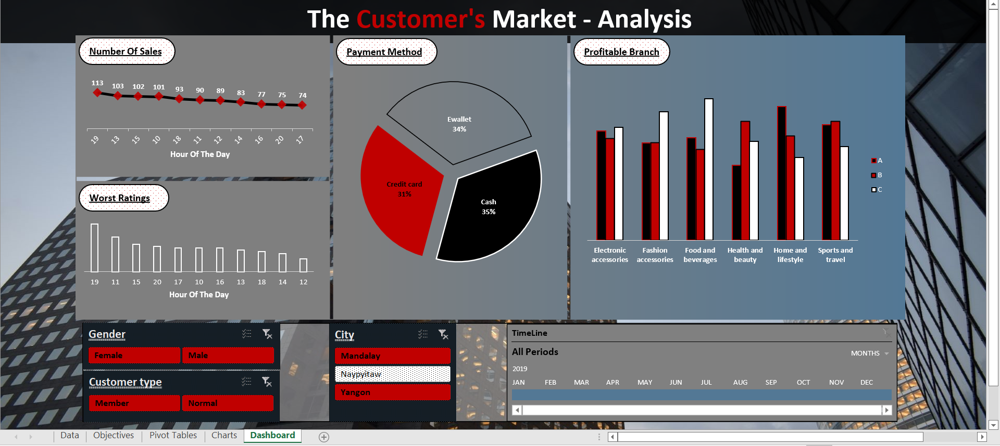 The Customer's Market - Analysis
Number Of Sales
113 103 102 101 93 90 89 83 77 75 74
19 13 15 10 18 11 12 14 16 20 17
Hour Of The Day
Worst Ratings
19 11 15 20 17 10 16 13 18 14 12
Hour Of The Day
Payment Method
Ewallet
34%
Credit card
31%
Cash
35%
Profitable Branch
A
B
C
Electronic accessories
Fashion accessories
Food and beverages
Health and beauty
Home and lifestyle
Sports and travel
Gender
Female Male
Customer type
Member Normal
City
Mandalay
Naypyitaw
Yangon
TimeLine
All Periods
MONTHS
2019
JAN FEB MAR APR MAY JUN JUL AUG SEP OCT NOV DEC
Data Objectives Pivot Tables Charts Dashboard